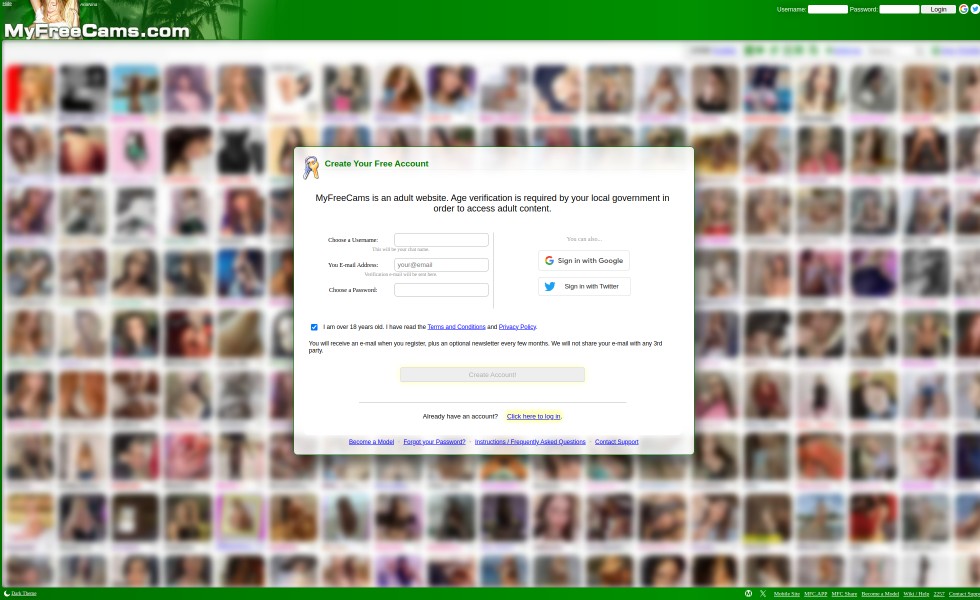 Username: Password: Login
MyFreeCams.com
Create Your Free Account
MyFreeCams is an adult website. Age verification is required by your local government in
order to access adult content.
Choose a Username:
This will be your chat name.
You E-mail Address: your@email
Verification e-mail will be sent here.
Choose a Password:
You can also...
Sign in with Google
Sign in with Twitter
I am over 18 years old. I have read the Terms and Conditions and Privacy Policy.
You will receive an e-mail when you register, plus an optional newsletter every few months. We will not share your e-mail with any 3rd
party.
Create Account!
Already have an account? Click here to log in.
Become a Model - Forgot your Password? - Instructions / Frequently Asked Questions - Contact Support
Dark Theme
Mobile Site MFC.APP MFC Share Become a Model Wiki / Help 2257 Contact